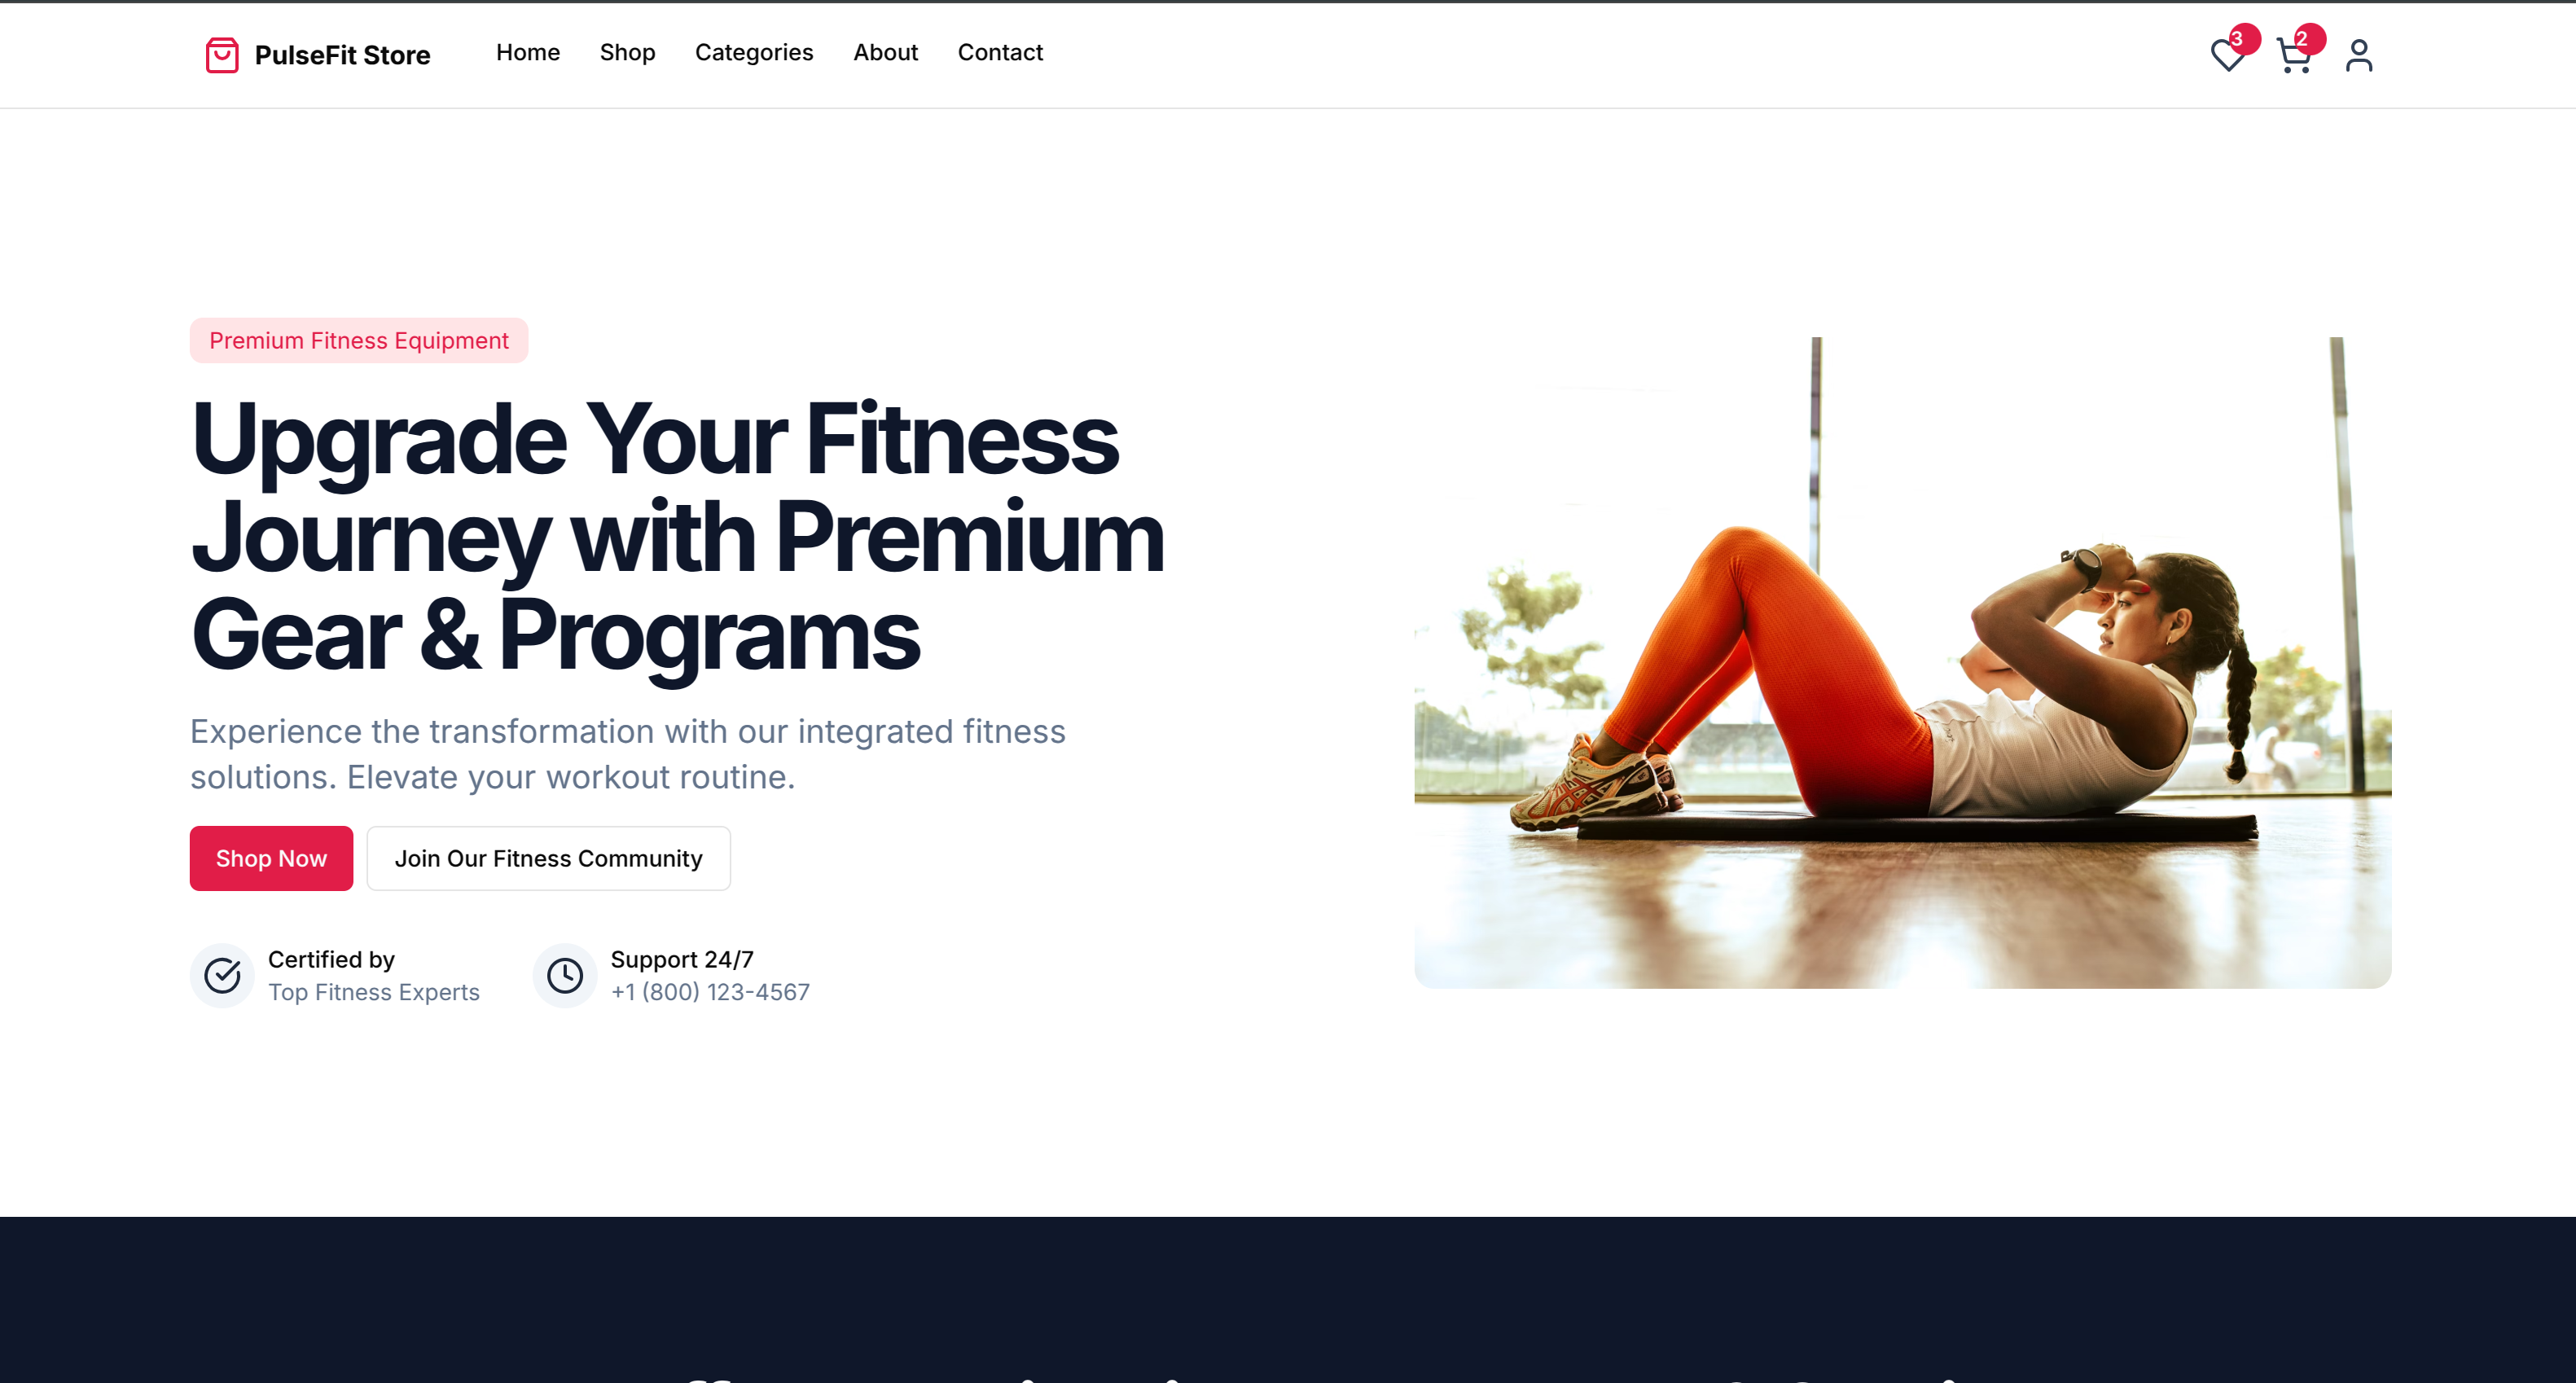 PulseFit Store
Home
Shop
Categories
About
Contact
3
2
Premium Fitness Equipment
Upgrade Your Fitness
Journey with Premium
Gear & Programs
Experience the transformation with our integrated fitness
solutions. Elevate your workout routine.
Shop Now
Join Our Fitness Community
Certified by
Top Fitness Experts
Support 24/7
+1 (800) 123-4567